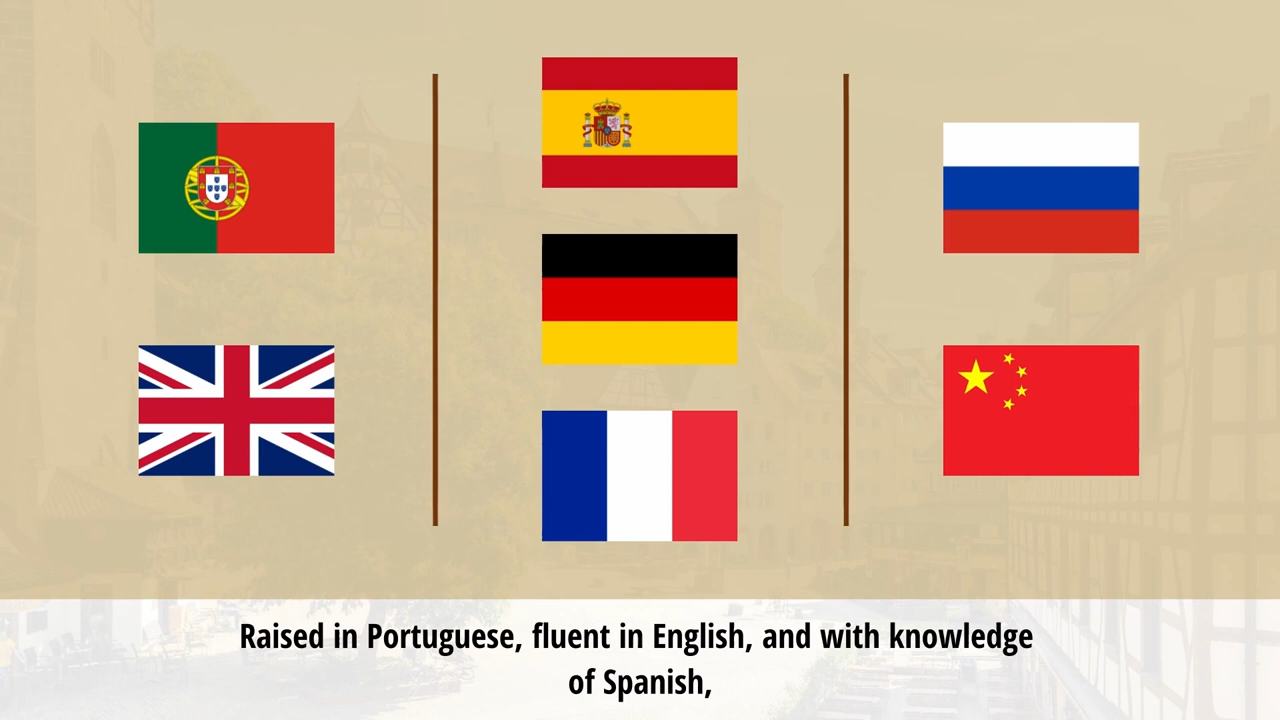 Raised in Portuguese, fluent in English, and with knowledge
of Spanish,